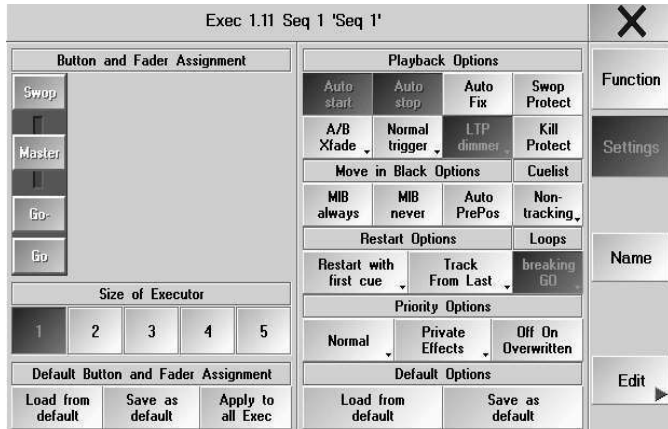 Exec 1.11 Seq 1 'Seq 1'
Button and Fader Assignment
Swop
Master
Go-
Go
Size of Executor
1 2 3 4 5
Default Button and Fader Assignment
Load from
default
Save as
default
Apply to
all Exec
Playback Options
Auto
start
Auto
stop
Auto
Fix
Swop
Protect
A/B
Xfade
Normal
trigger
LTP
dimmer
Kill
Protect
Move in Black Options
Cuelist
MIB
always
MIB
never
Auto
PrePos
Non-
tracking
Restart Options
Loops
Restart with
first cue
Track
From Last
breaking
GO
Priority Options
Normal
Private
Effects
Off On
Overwritten
Default Options
Load from
default
Save as
default
Function
Settings
Name
Edit